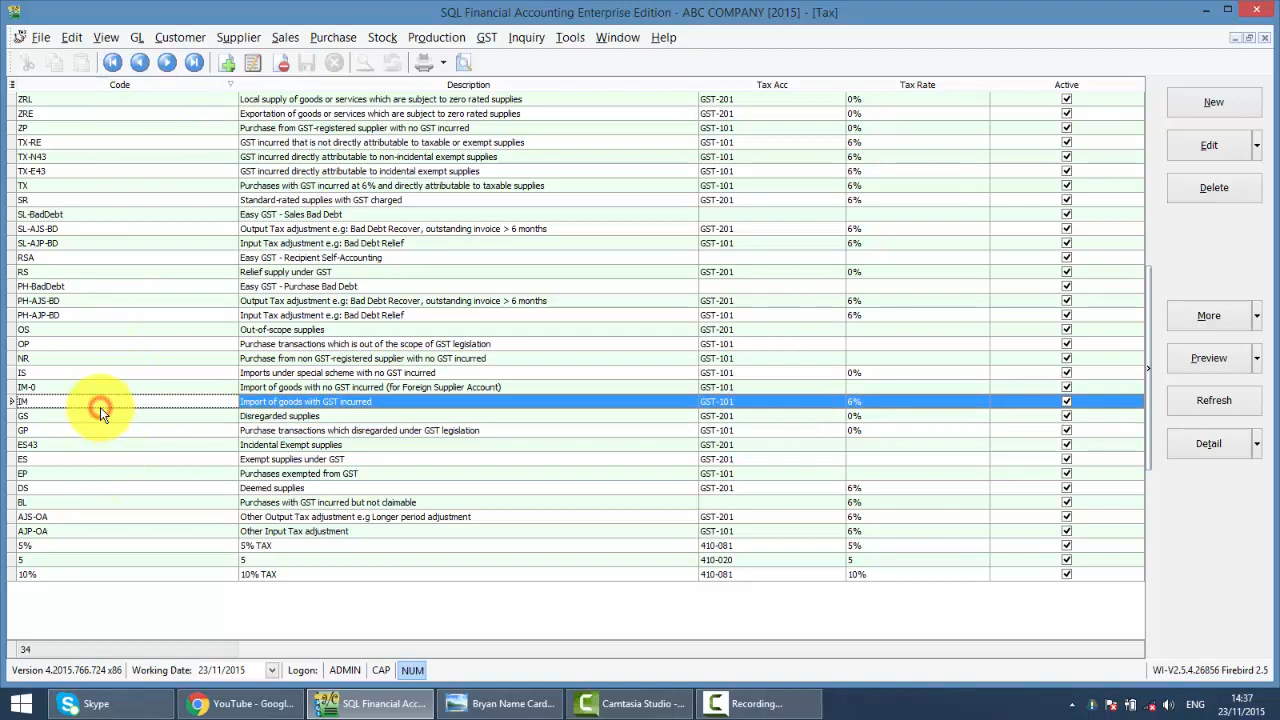 SQL Financial Accounting Enterprise Edition - ABC COMPANY [2015] - [Tax]
File Edit View GL Customer Supplier Sales Purchase Stock Production GST Inquiry Tools Window Help
Code Description Tax Acc Tax Rate Active
ZRL Local supply of goods or services which are subject to zero rated supplies GST-201 0%
ZRE Exportation of goods or services which are subject to zero rated supplies GST-201 0%
ZP Purchase from GST-registered supplier with no GST incurred GST-101 0%
TX-RE GST incurred that is not directly attributable to taxable or exempt supplies GST-101 6%
TX-N43 GST incurred directly attributable to non-incidental exempt supplies GST-101 6%
TX-E43 GST incurred directly attributable to incidental exempt supplies GST-101 6%
TX Purchases with GST incurred at 6% and directly attributable to taxable supplies GST-101 6%
SR Standard-rated supplies with GST charged GST-201 6%
SL-BadDebt Easy GST - Sales Bad Debt
SL-AJS-BD Output Tax adjustment e.g: Bad Debt Recover, outstanding invoice > 6 months GST-201 6%
SL-AJP-BD Input Tax adjustment e.g: Bad Debt Relief GST-101 6%
RSA Easy GST - Recipient Self-Accounting
RS Relief supply under GST GST-201 0%
PH-BadDebt Easy GST - Purchase Bad Debt
PH-AJS-BD Output Tax adjustment e.g: Bad Debt Recover, outstanding invoice > 6 months GST-201 6%
PH-AJP-BD Input Tax adjustment e.g: Bad Debt Relief GST-101 6%
OS Out-of-scope supplies GST-201
OP Purchase transactions which is out of the scope of GST legislation GST-101
NR Purchase from non GST-registered supplier with no GST incurred GST-101
IS Imports under special scheme with no GST incurred GST-101 0%
IM-0 Import of goods with no GST incurred (for Foreign Supplier Account) GST-101
IM Import of goods with GST incurred GST-101 6%
GS Disregarded supplies GST-201 0%
GP Purchase transactions which disregarded under GST legislation GST-101 0%
ES43 Incidental Exempt supplies GST-201
ES Exempt supplies under GST GST-201
EP Purchases exempted from GST GST-101
DS Deemed supplies GST-201 6%
BL Purchases with GST incurred but not claimable 6%
AJS-OA Other Output Tax adjustment e.g Longer period adjustment GST-201 6%
AJP-OA Other Input Tax adjustment GST-101 6%
5% 5% TAX 410-081 5%
5 5 410-020 5
10% 10% TAX 410-081 10%
34
New
Edit
Delete
More
Preview
Refresh
Detail
Version 4.2015.766.724 x86 Working Date: 23/11/2015 Logon: ADMIN CAP NUM WI-V2.5.4.26856 Firebird 2.5
Skype YouTube - Googl... SQL Financial Acc... Bryan Name Card... Camtasia Studio -... Recording... ENG 14:37
23/11/2015